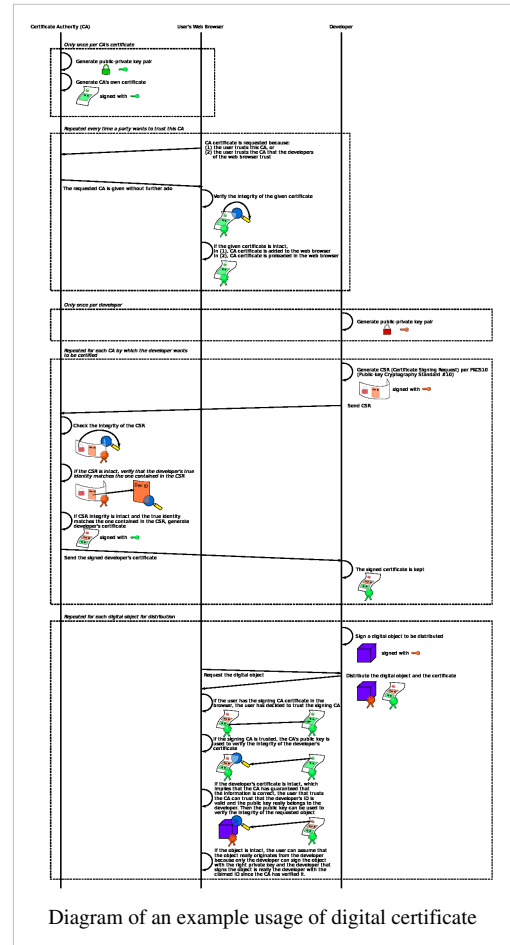 Certificate Authority (CA)
User's Web Browser
Developer
Only once per CA's certificate
Generate public-private key pair
Generate CA's own certificate
signed with
Repeated every time a party wants to trust this CA
CA certificate is requested because:
(1) the user trusts this CA, or
(2) the user trusts the CA that the developers
of the web browser trust
The requested CA is given without further ado
Verify the integrity of the given certificate
If the given certificate is intact,
in (1), CA certificate is added to the web browser
in (2), CA certificate is preloaded in the web browser
Only once per developer
Generate public-private key pair
Repeated for each CA by which the developer wants
to be certified
Generate CSR (Certificate Signing Request) per PKCS10
(Public-key Cryptography Standard #10)
signed with
Send CSR
Check the integrity of the CSR
If the CSR is intact, verify that the developer's true
identity matches the one contained in the CSR
Dev ID
If CSR integrity is intact and the true identity
matches the one contained in the CSR, generate
developer's certificate
signed with
Send the signed developer's certificate
The signed certificate is kept
Repeated for each digital object for distribution
Sign a digital object to be distributed
signed with
Request the digital object
Distribute the digital object and the certificate
If the user has the signing CA certificate in the
browser, the user has decided to trust the signing CA
If the signing CA is trusted, the CA's public key is
used to verify the integrity of the developer's
certificate
If the developer's certificate is intact, which
implies that the CA has guaranteed that
the information is correct, the user that trusts
the CA can trust that the developer's ID is
valid and the public key really belongs to the
developer. Then the public key can be used to
verify the integrity of the requested object
If the object is intact, the user can assume that
the object really originates from the developer
because only the developer can sign the object
with the right private key and the developer that
signs the object is really the developer with the
claimed ID since the CA has verified it.
Diagram of an example usage of digital certificate